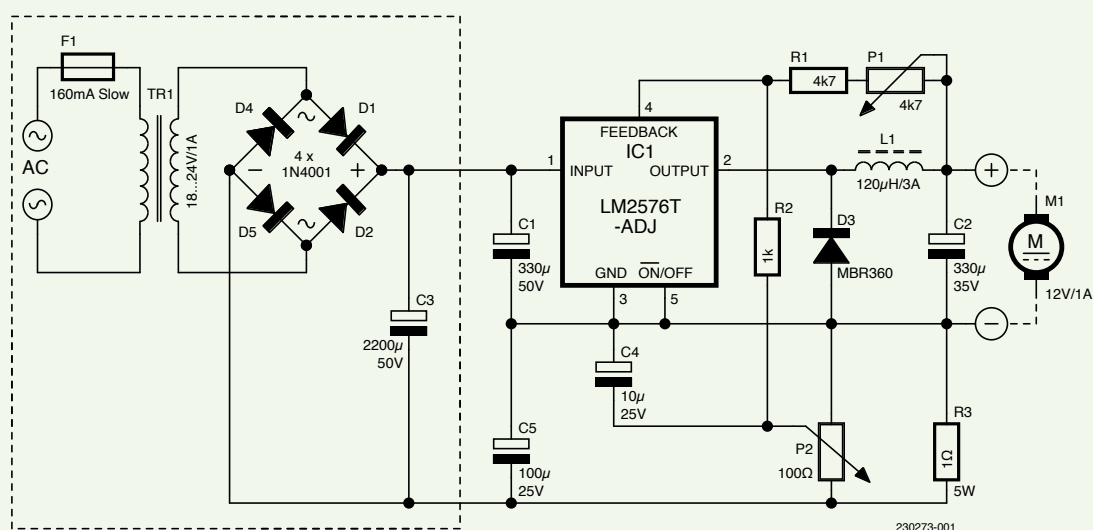 F1
160mA Slow
TR1
AC
18...24V/1A
D4
D1
4 x
1N4001
–
+
D5
D2
C3
2200µ
50V
C1
330µ
50V
C5
100µ
25V
1
4
2
FEEDBACK
IC1
INPUT
OUTPUT
LM2576T
-ADJ
GND
ON/OFF
3
5
C4
10µ
25V
R1
4k7
P1
4k7
R2
1k
L1
120µH/3A
D3
MBR360
C2
330µ
35V
+
–
M1
M
12V/1A
P2
100Ω
R3
1Ω
5W
230273-001